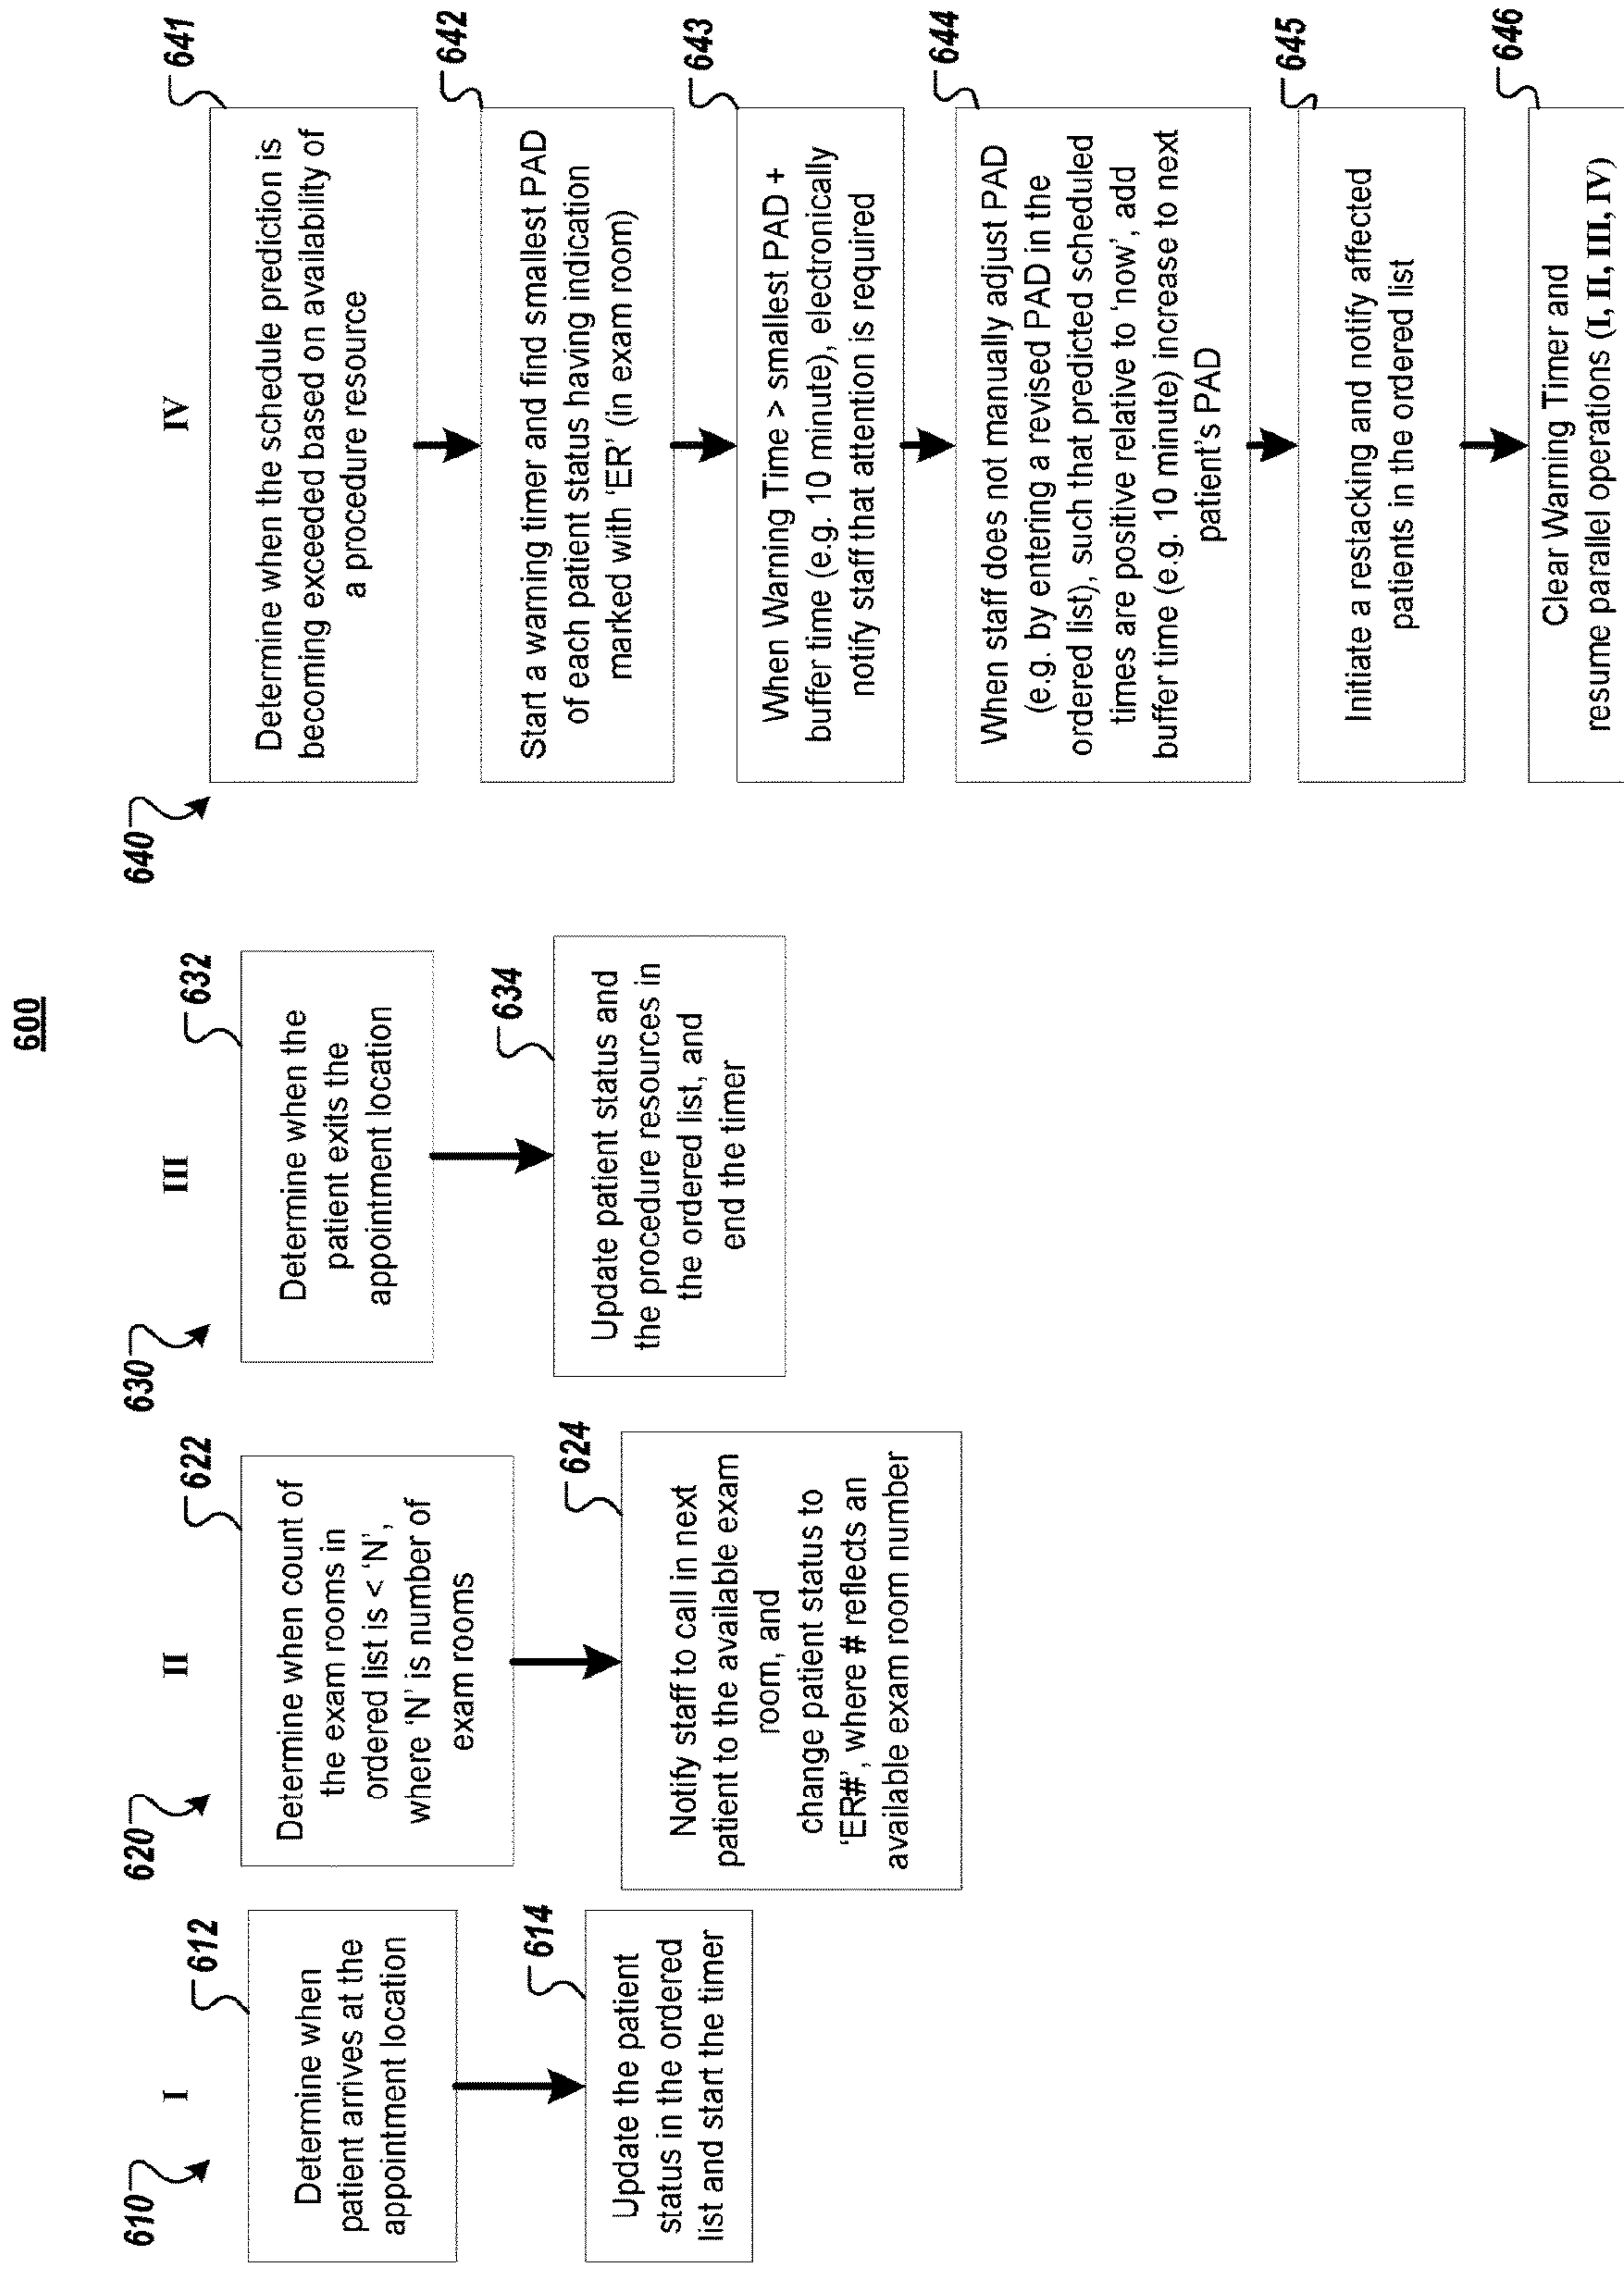 600
I
610
612
Determine when
patient arrives at the
appointment location
614
Update the patient
status in the ordered
list and start the timer
II
620
622
Determine when count of
the exam rooms in
ordered list is < ‘N’,
where ‘N’ is number of
exam rooms
624
Notify staff to call in next
patient to the available exam
room, and
change patient status to
‘ER#’, where # reflects an
available exam room number
III
630
632
Determine when the
patient exits the
appointment location
634
Update patient status and
the procedure resources in
the ordered list, and
end the timer
IV
640
641
Determine when the schedule prediction is
becoming exceeded based on availability of
a procedure resource
642
Start a warning timer and find smallest PAD
of each patient status having indication
marked with ‘ER’ (in exam room)
643
When Warning Time > smallest PAD +
buffer time (e.g. 10 minute), electronically
notify staff that attention is required
644
When staff does not manually adjust PAD
(e.g. by entering a revised PAD in the
ordered list), such that predicted scheduled
times are positive relative to ‘now’, add
buffer time (e.g. 10 minute) increase to next
patient's PAD
645
Initiate a restacking and notify affected
patients in the ordered list
646
Clear Warning Timer and
resume parallel operations (I, II, III, IV)